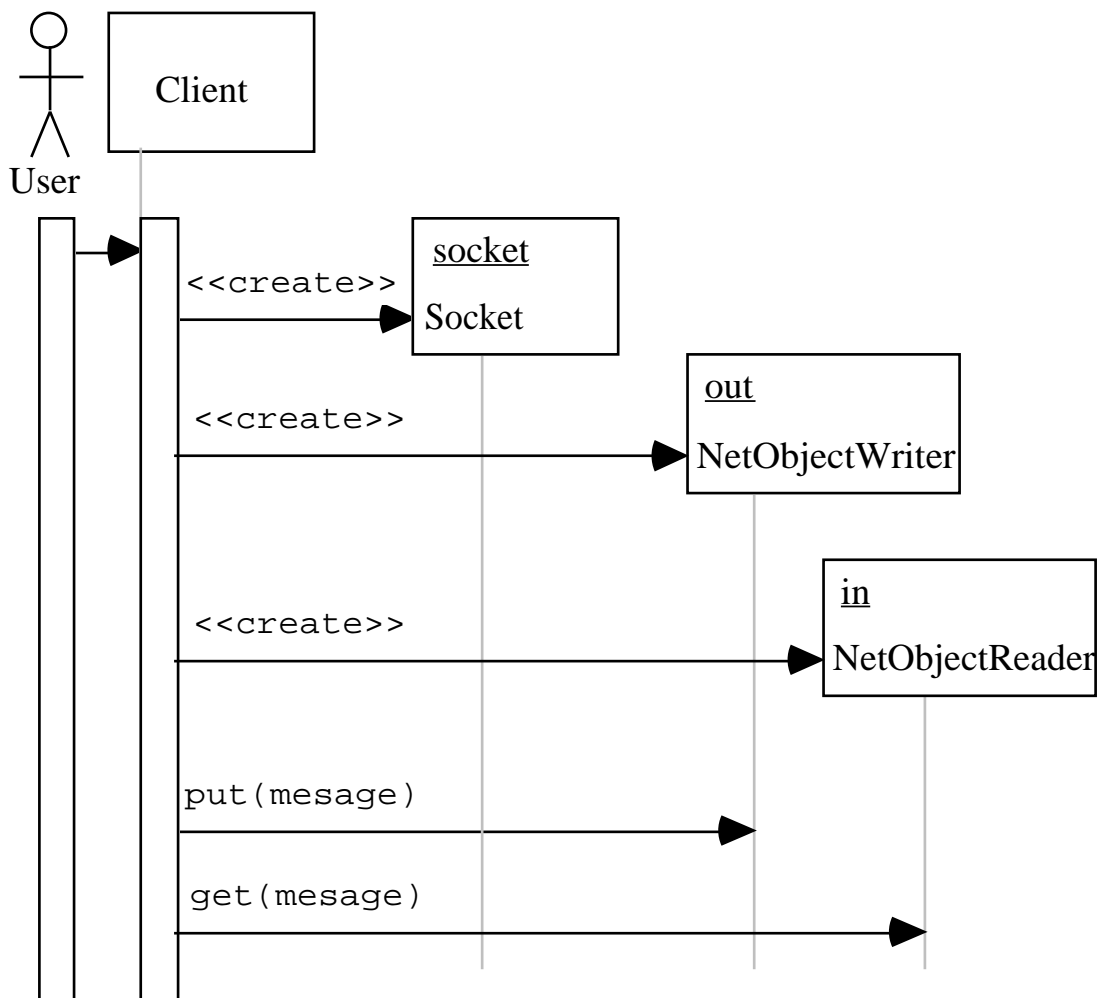 Client
User
socket
<<create>>
Socket
out
<<create>>
NetObjectWriter
in
<<create>>
NetObjectReader
put(mesage)
get(mesage)